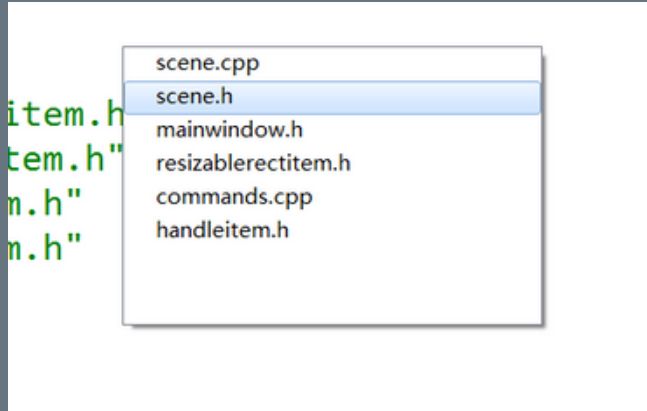 scene.cpp
scene.h
mainwindow.h
resizablerectitem.h
commands.cpp
handleitem.h
item.h
tem.h"
m.h"
m.h"